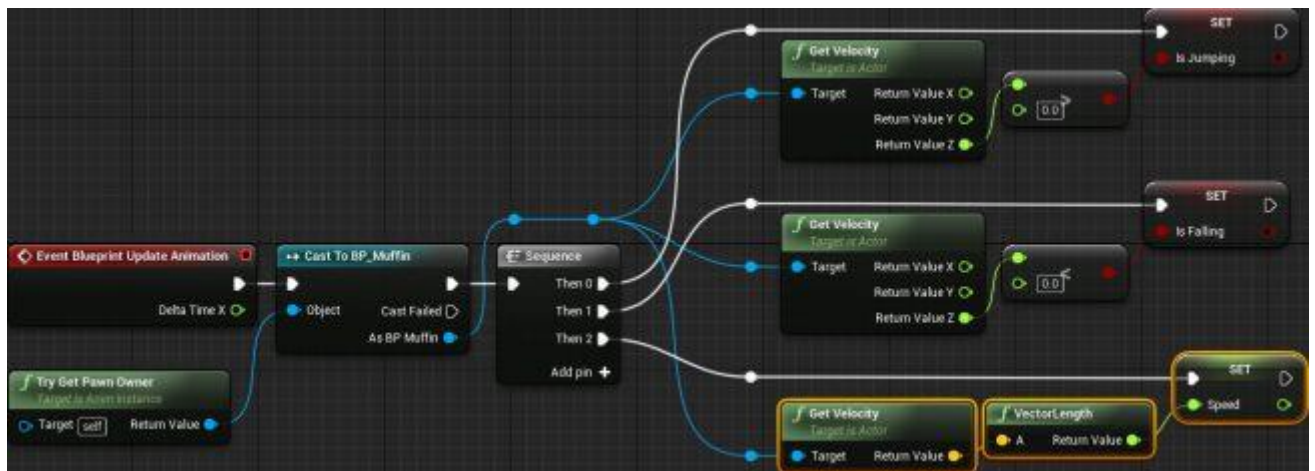 Event Blueprint Update Animation
Delta Time X
Try Get Pawn Owner
Target is Anim Instance
Target self Return Value
Cast To BP_Muffin
Object
Cast Failed
As BP Muffin
Sequence
Then 0
Then 1
Then 2
Add pin +
Get Velocity
Target is Actor
Target Return Value X
Return Value Y
Return Value Z
0.0 >
SET
Is Jumping
Get Velocity
Target is Actor
Target Return Value X
Return Value Y
Return Value Z
0.0 <
SET
Is Falling
Get Velocity
Target is Actor
Target Return Value
VectorLength
A Return Value
SET
Speed